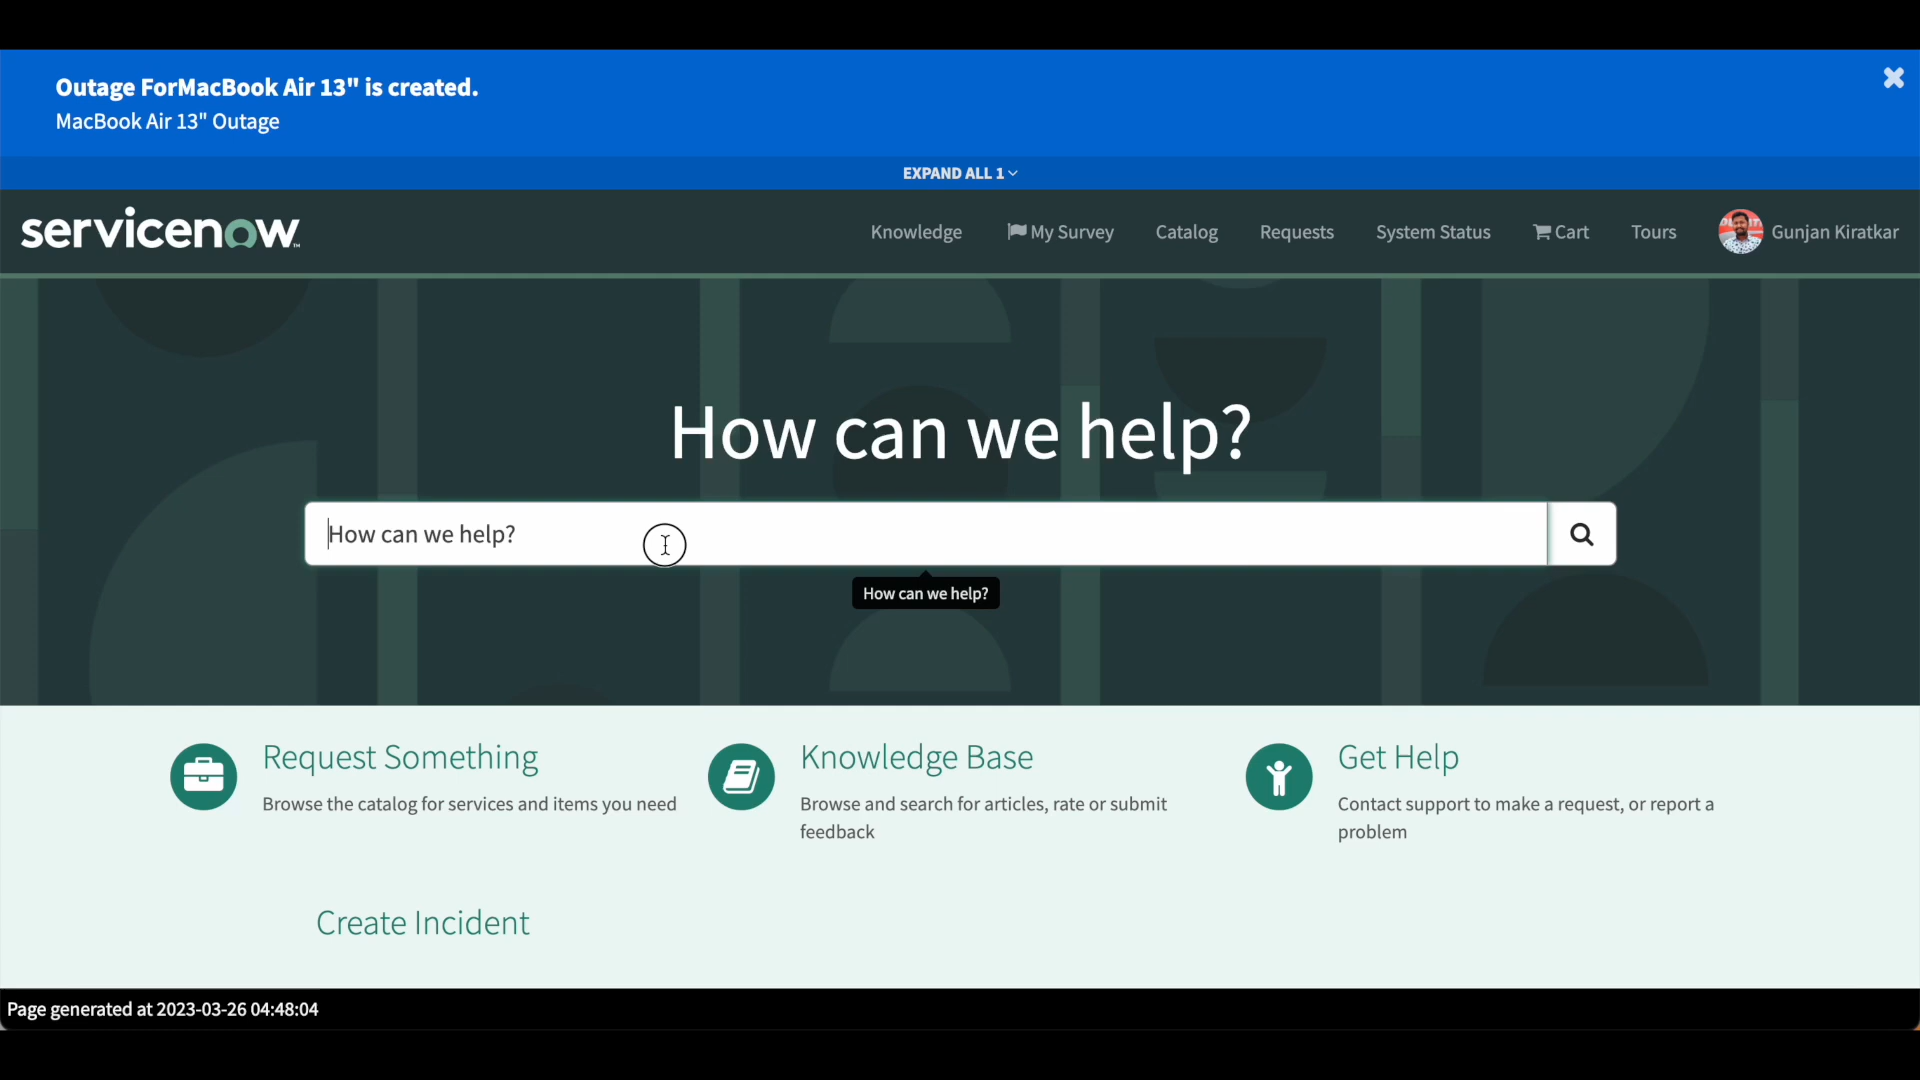 Outage ForMacBook Air 13" is created.
MacBook Air 13" Outage
EXPAND ALL 1
servicenow
Knowledge
My Survey
Catalog
Requests
System Status
Cart
Tours
Gunjan Kiratkar
How can we help?
How can we help?
How can we help?
Request Something
Browse the catalog for services and items you need
Knowledge Base
Browse and search for articles, rate or submit
feedback
Get Help
Contact support to make a request, or report a
problem
Create Incident
Page generated at 2023-03-26 04:48:04